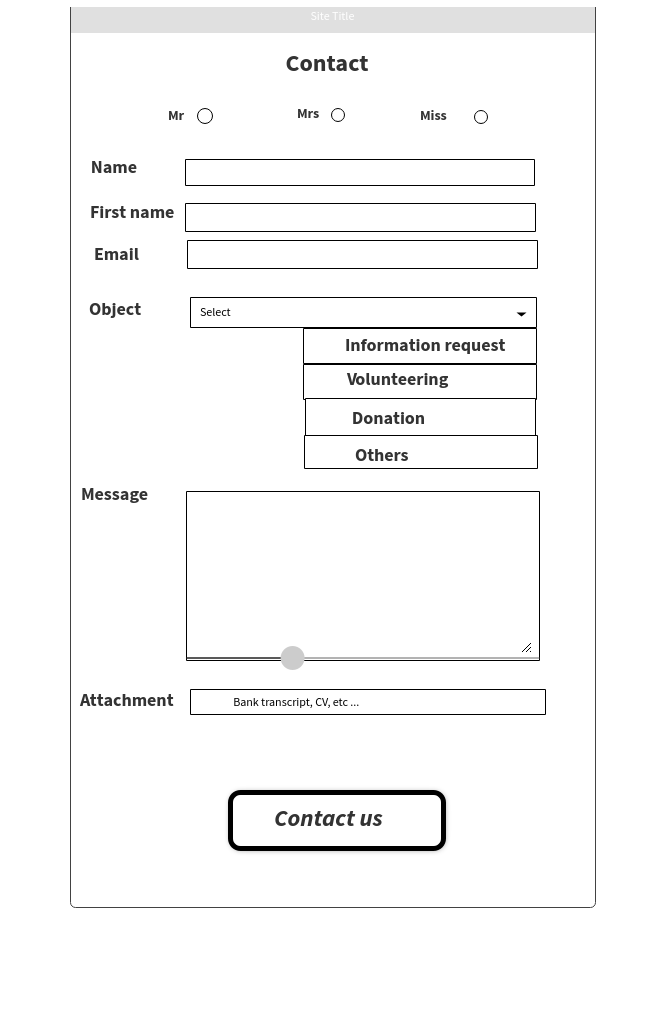 Site Title
Contact
Mr Mrs Miss
Name
First name
Email
Object Select
Information request
Volunteering
Donation
Others
Message
Attachment Bank transcript, CV, etc ...
Contact us